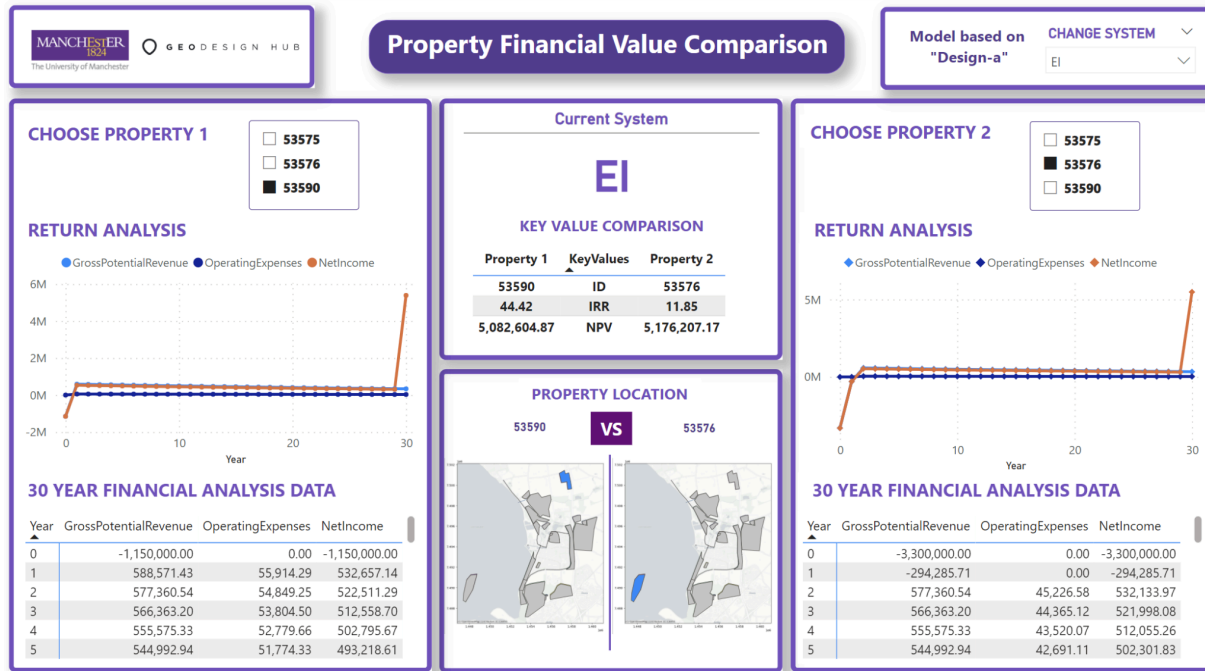 MANCHESTER
1824
The University of Manchester
GEODESIGN HUB
Property Financial Value Comparison
Model based on
"Design-a"
CHANGE SYSTEM
EI
CHOOSE PROPERTY 1
53575
53576
53590
RETURN ANALYSIS
GrossPotentialRevenue OperatingExpenses NetIncome
6M
4M
2M
0M
-2M
0 10 20 30
Year
30 YEAR FINANCIAL ANALYSIS DATA
Year GrossPotentialRevenue OperatingExpenses NetIncome
0 -1,150,000.00 0.00 -1,150,000.00
1 588,571.43 55,914.29 532,657.14
2 577,360.54 54,849.25 522,511.29
3 566,363.20 53,804.50 512,558.70
4 555,575.33 52,779.66 502,795.67
5 544,992.94 51,774.33 493,218.61
Current System
EI
KEY VALUE COMPARISON
Property 1 KeyValues Property 2
53590 ID 53576
44.42 IRR 11.85
5,082,604.87 NPV 5,176,207.17
PROPERTY LOCATION
53590 VS 53576
CHOOSE PROPERTY 2
53575
53576
53590
RETURN ANALYSIS
GrossPotentialRevenue OperatingExpenses NetIncome
5M
0M
0 10 20 30
Year
30 YEAR FINANCIAL ANALYSIS DATA
Year GrossPotentialRevenue OperatingExpenses NetIncome
0 -3,300,000.00 0.00 -3,300,000.00
1 -294,285.71 0.00 -294,285.71
2 577,360.54 45,226.58 532,133.97
3 566,363.20 44,365.12 521,998.08
4 555,575.33 43,520.07 512,055.26
5 544,992.94 42,691.11 502,301.83